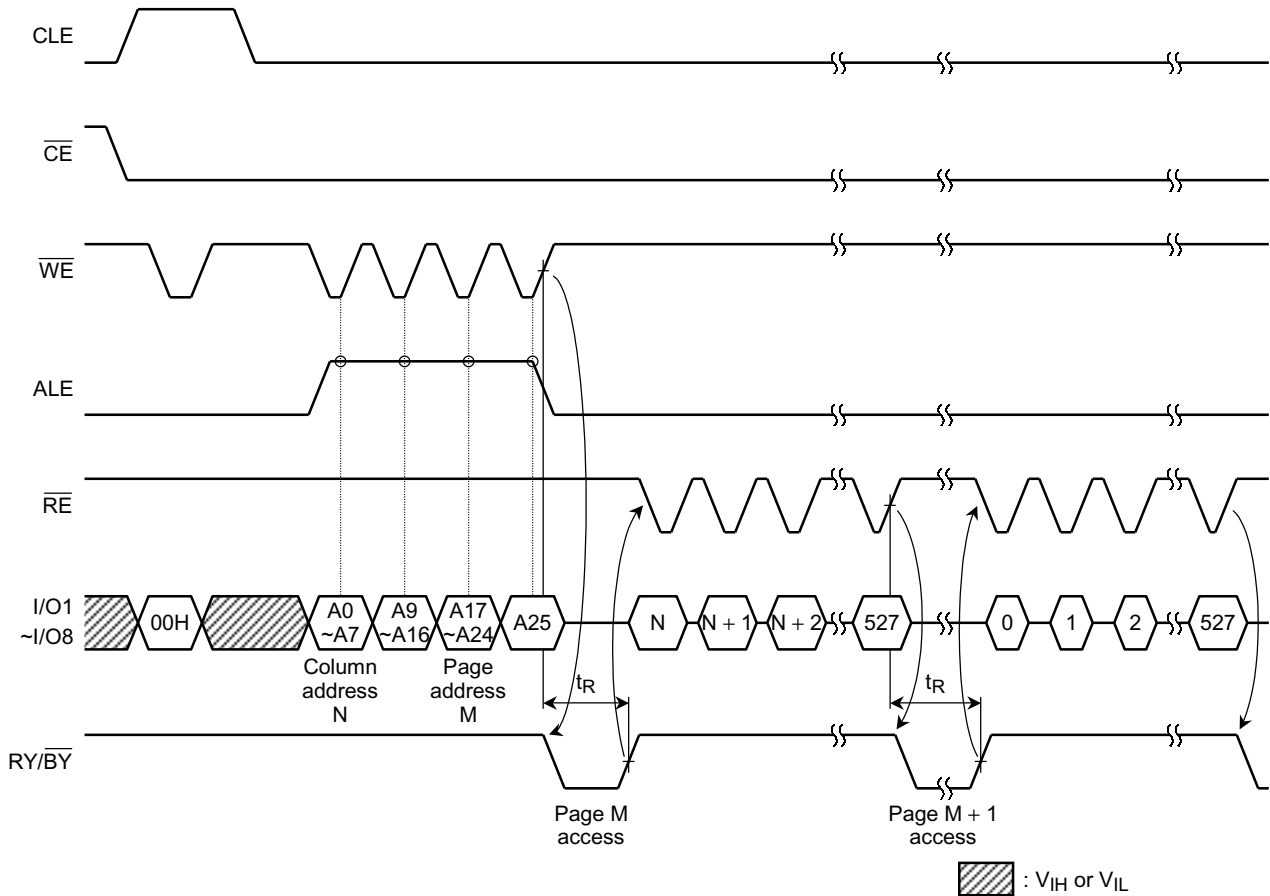 CLE
CE
WE
ALE
RE
I/O1
~I/O8
00H
A0
~A7
A9
~A16
A17
~A24
A25
N
N + 1
N + 2
527
0
1
2
527
Column
address
N
Page
address
M
tR
tR
RY/BY
Page M
access
Page M + 1
access
: VIH or VIL